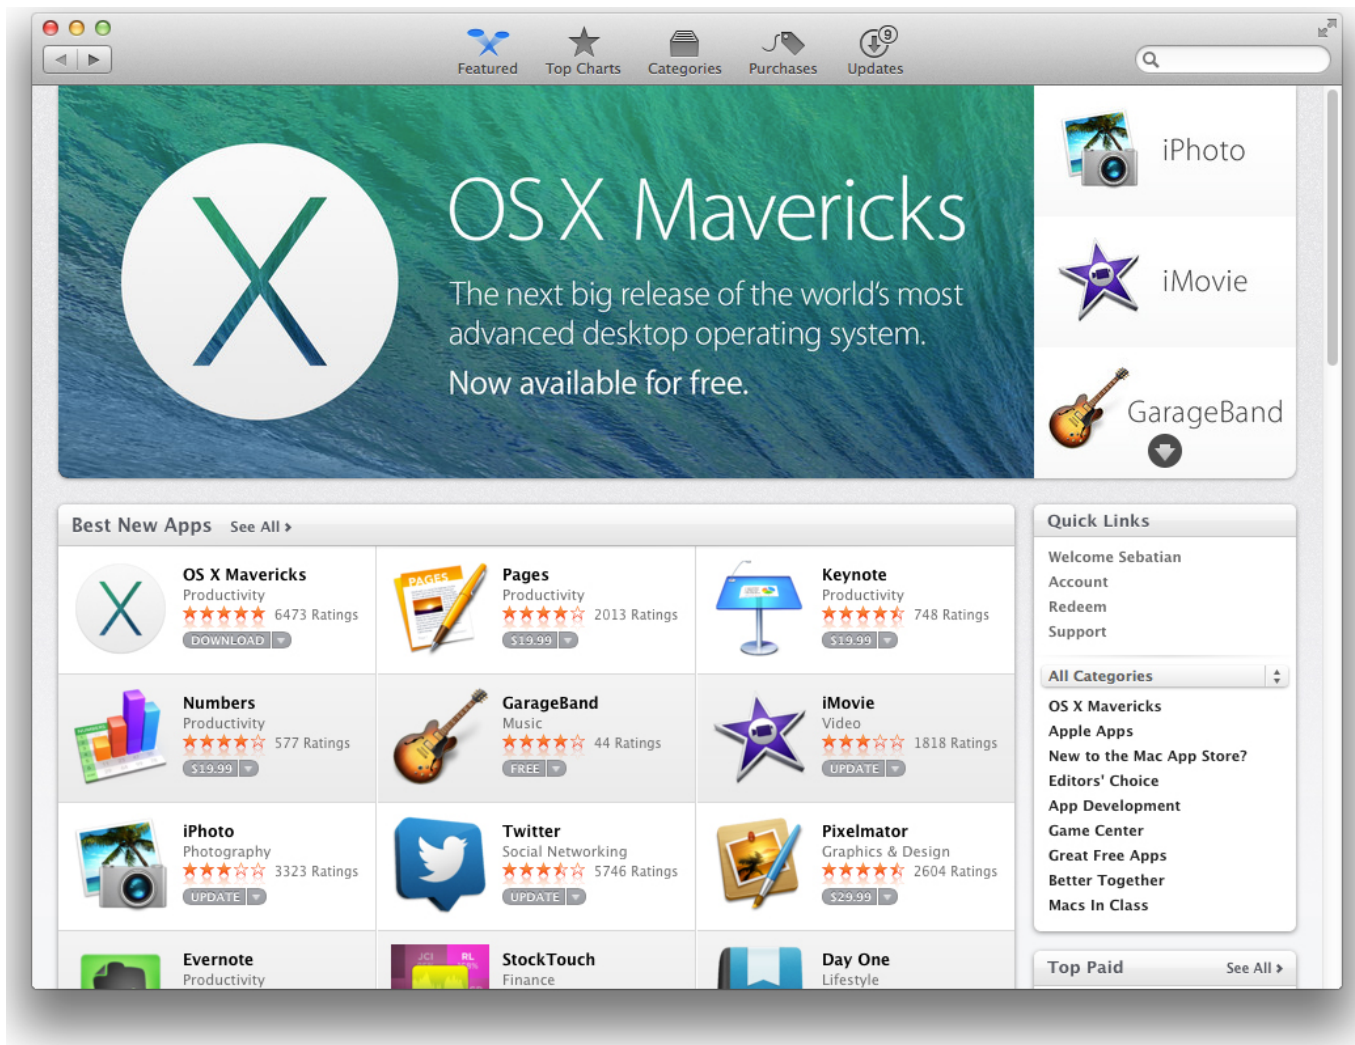 Featured
Top Charts
Categories
Purchases
9
Updates
OS X Mavericks
The next big release of the world's most
advanced desktop operating system.
Now available for free.
iPhoto
iMovie
GarageBand
Best New Apps See All ›
OS X Mavericks
Productivity
6473 Ratings
DOWNLOAD
PAGES
Pages
Productivity
2013 Ratings
$19.99
Keynote
Productivity
748 Ratings
$19.99
Numbers
Productivity
577 Ratings
$19.99
GarageBand
Music
44 Ratings
FREE
iMovie
Video
1818 Ratings
UPDATE
iPhoto
Photography
3323 Ratings
UPDATE
Twitter
Social Networking
5746 Ratings
UPDATE
Pixelmator
Graphics & Design
2604 Ratings
$29.99
Evernote
Productivity
JCI RL
StockTouch
Finance
Day One
Lifestyle
Quick Links
Welcome Sebatian
Account
Redeem
Support
All Categories
OS X Mavericks
Apple Apps
New to the Mac App Store?
Editors' Choice
App Development
Game Center
Great Free Apps
Better Together
Macs In Class
Top Paid See All ›